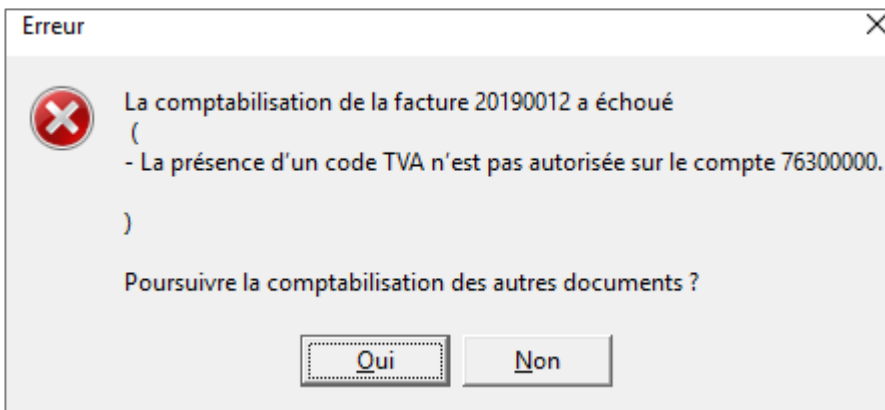 Erreur
La comptabilisation de la facture 20190012 a échoué
(
- La présence d'un code TVA n'est pas autorisée sur le compte 76300000.
)
Poursuivre la comptabilisation des autres documents ?
Oui
Non